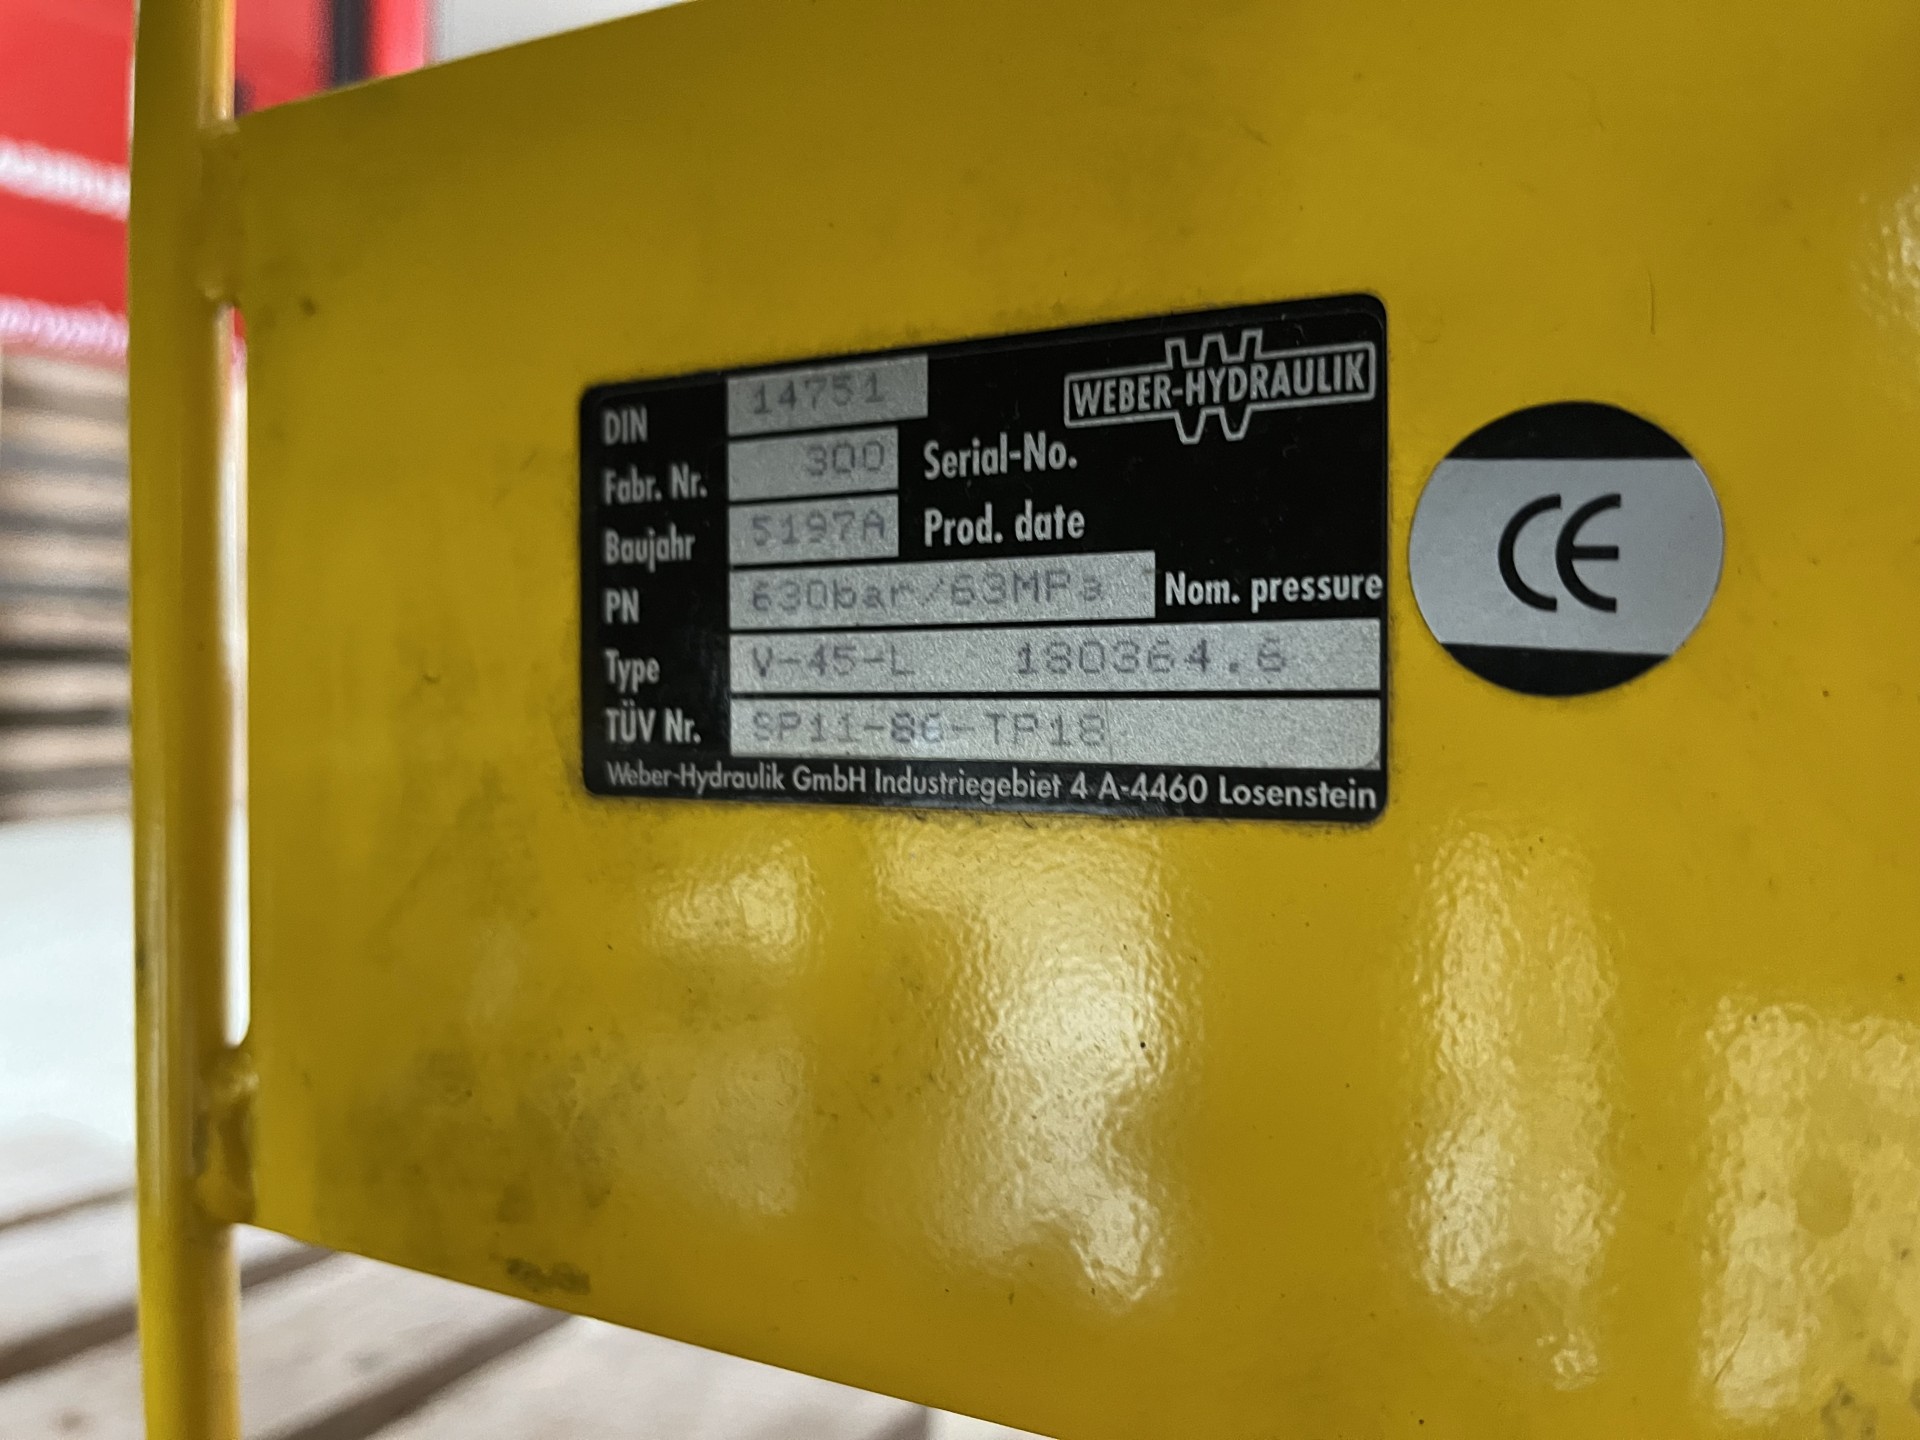 WEBER-HYDRAULIK
DIN 14751
Fabr. Nr. 300 Serial-No.
Baujahr 5197A Prod. date
PN 630bar/63MPa Nom. pressure
Type V-45-L 180364.6
TÜV Nr. SP11-86-TP18
Weber-Hydraulik GmbH Industriegebiet 4 A-4460 Losenstein
CE